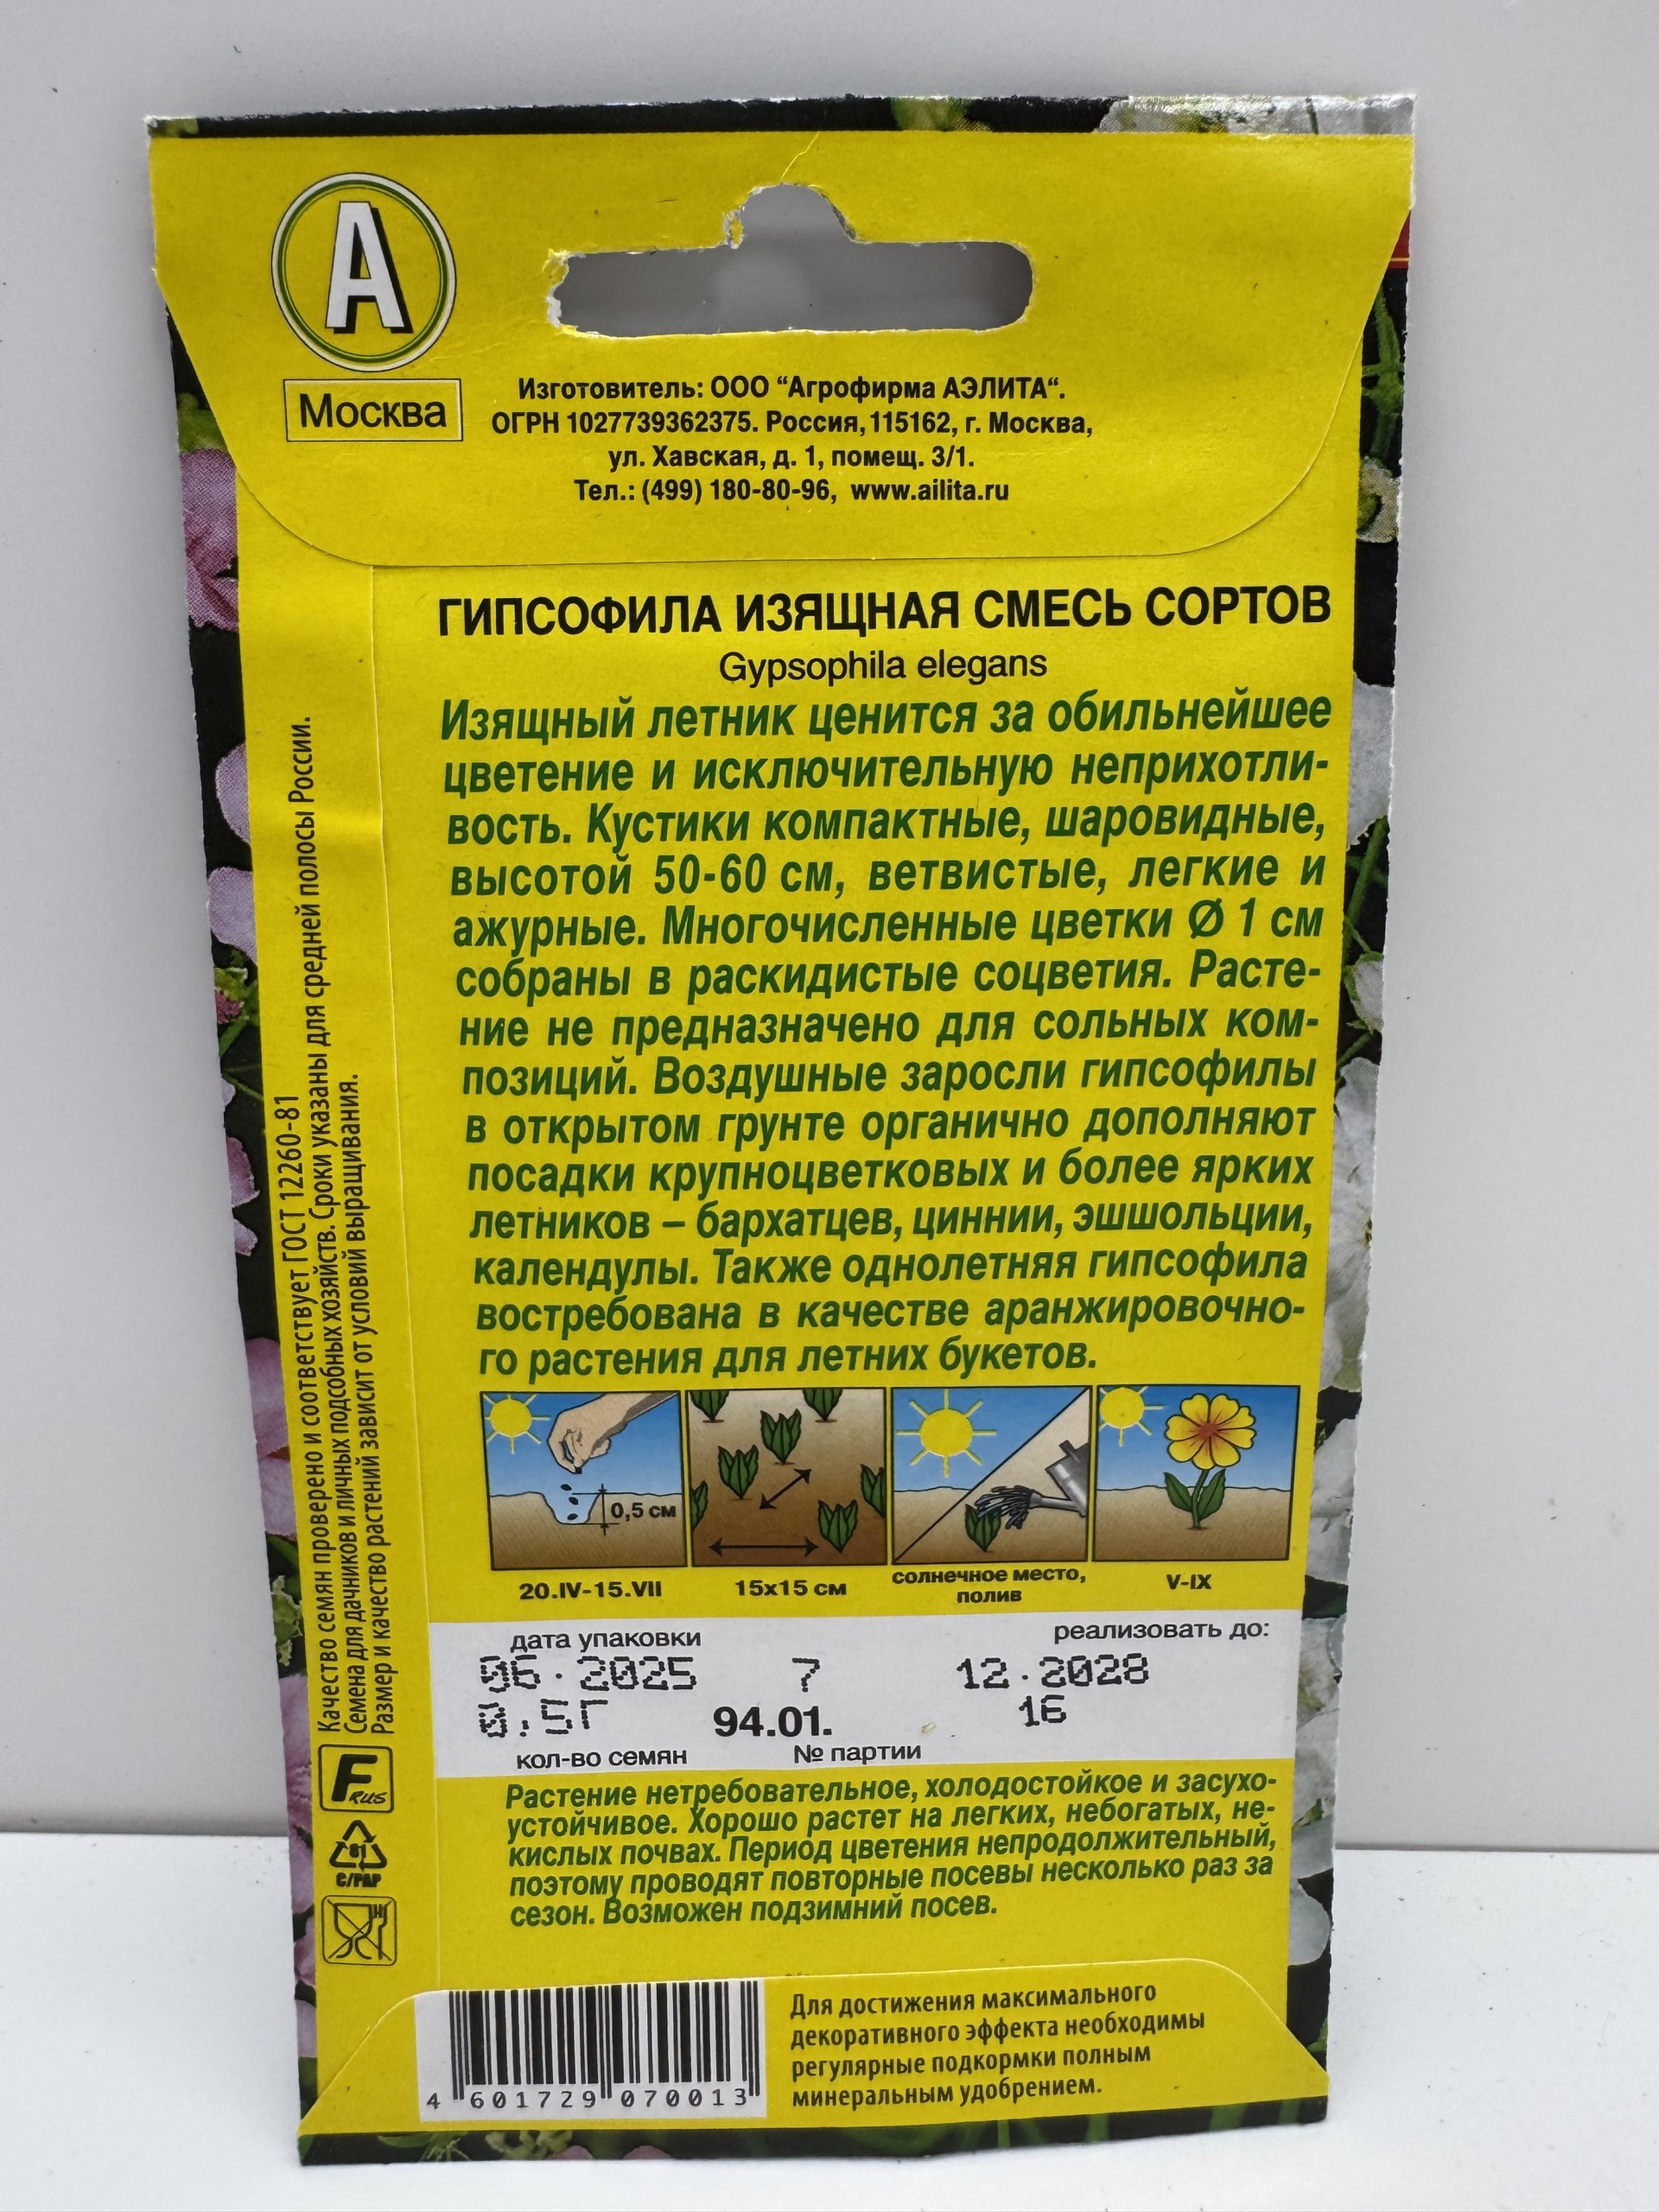 А
Москва
Изготовитель: ООО “Агрофирма АЭЛИТА“.
ОГРН 1027739362375. Россия, 115162, г. Москва,
ул. Хавская, д. 1, помещ. 3/1.
Тел.: (499) 180-80-96, www.ailita.ru
ГИПСОФИЛА ИЗЯЩНАЯ СМЕСЬ СОРТОВ
Gypsophila elegans
Изящный летник ценится за обильнейшее
цветение и исключительную неприхотли-
вость. Кустики компактные, шаровидные,
высотой 50-60 см, ветвистые, легкие и
ажурные. Многочисленные цветки Ø 1 см
собраны в раскидистые соцветия. Расте-
ние не предназначено для сольных ком-
позиций. Воздушные заросли гипсофилы
в открытом грунте органично дополняют
посадки крупноцветковых и более ярких
летников – бархатцев, циннии, эшшольции,
календулы. Также однолетняя гипсофила
востребована в качестве аранжировочно-
го растения для летних букетов.
0,5 см
20.IV-15.VII
15х15 см
солнечное место,
полив
V-IX
дата упаковки
реализовать до:
06.2025 7 12.2028
0,5Г 94.01. 16
кол-во семян № партии
Растение нетребовательное, холодостойкое и засухо-
устойчивое. Хорошо растет на легких, небогатых, не-
кислых почвах. Период цветения непродолжительный,
поэтому проводят повторные посевы несколько раз за
сезон. Возможен подзимний посев.
Качество семян проверено и соответствует ГОСТ 12260-81
Семена для дачников и личных подсобных хозяйств. Сроки указаны для средней полосы России.
Размер и качество растений зависит от условий выращивания.
F RUS
81
C/PAP
4 601729 070013
Для достижения максимального
декоративного эффекта необходимы
регулярные подкормки полным
минеральным удобрением.